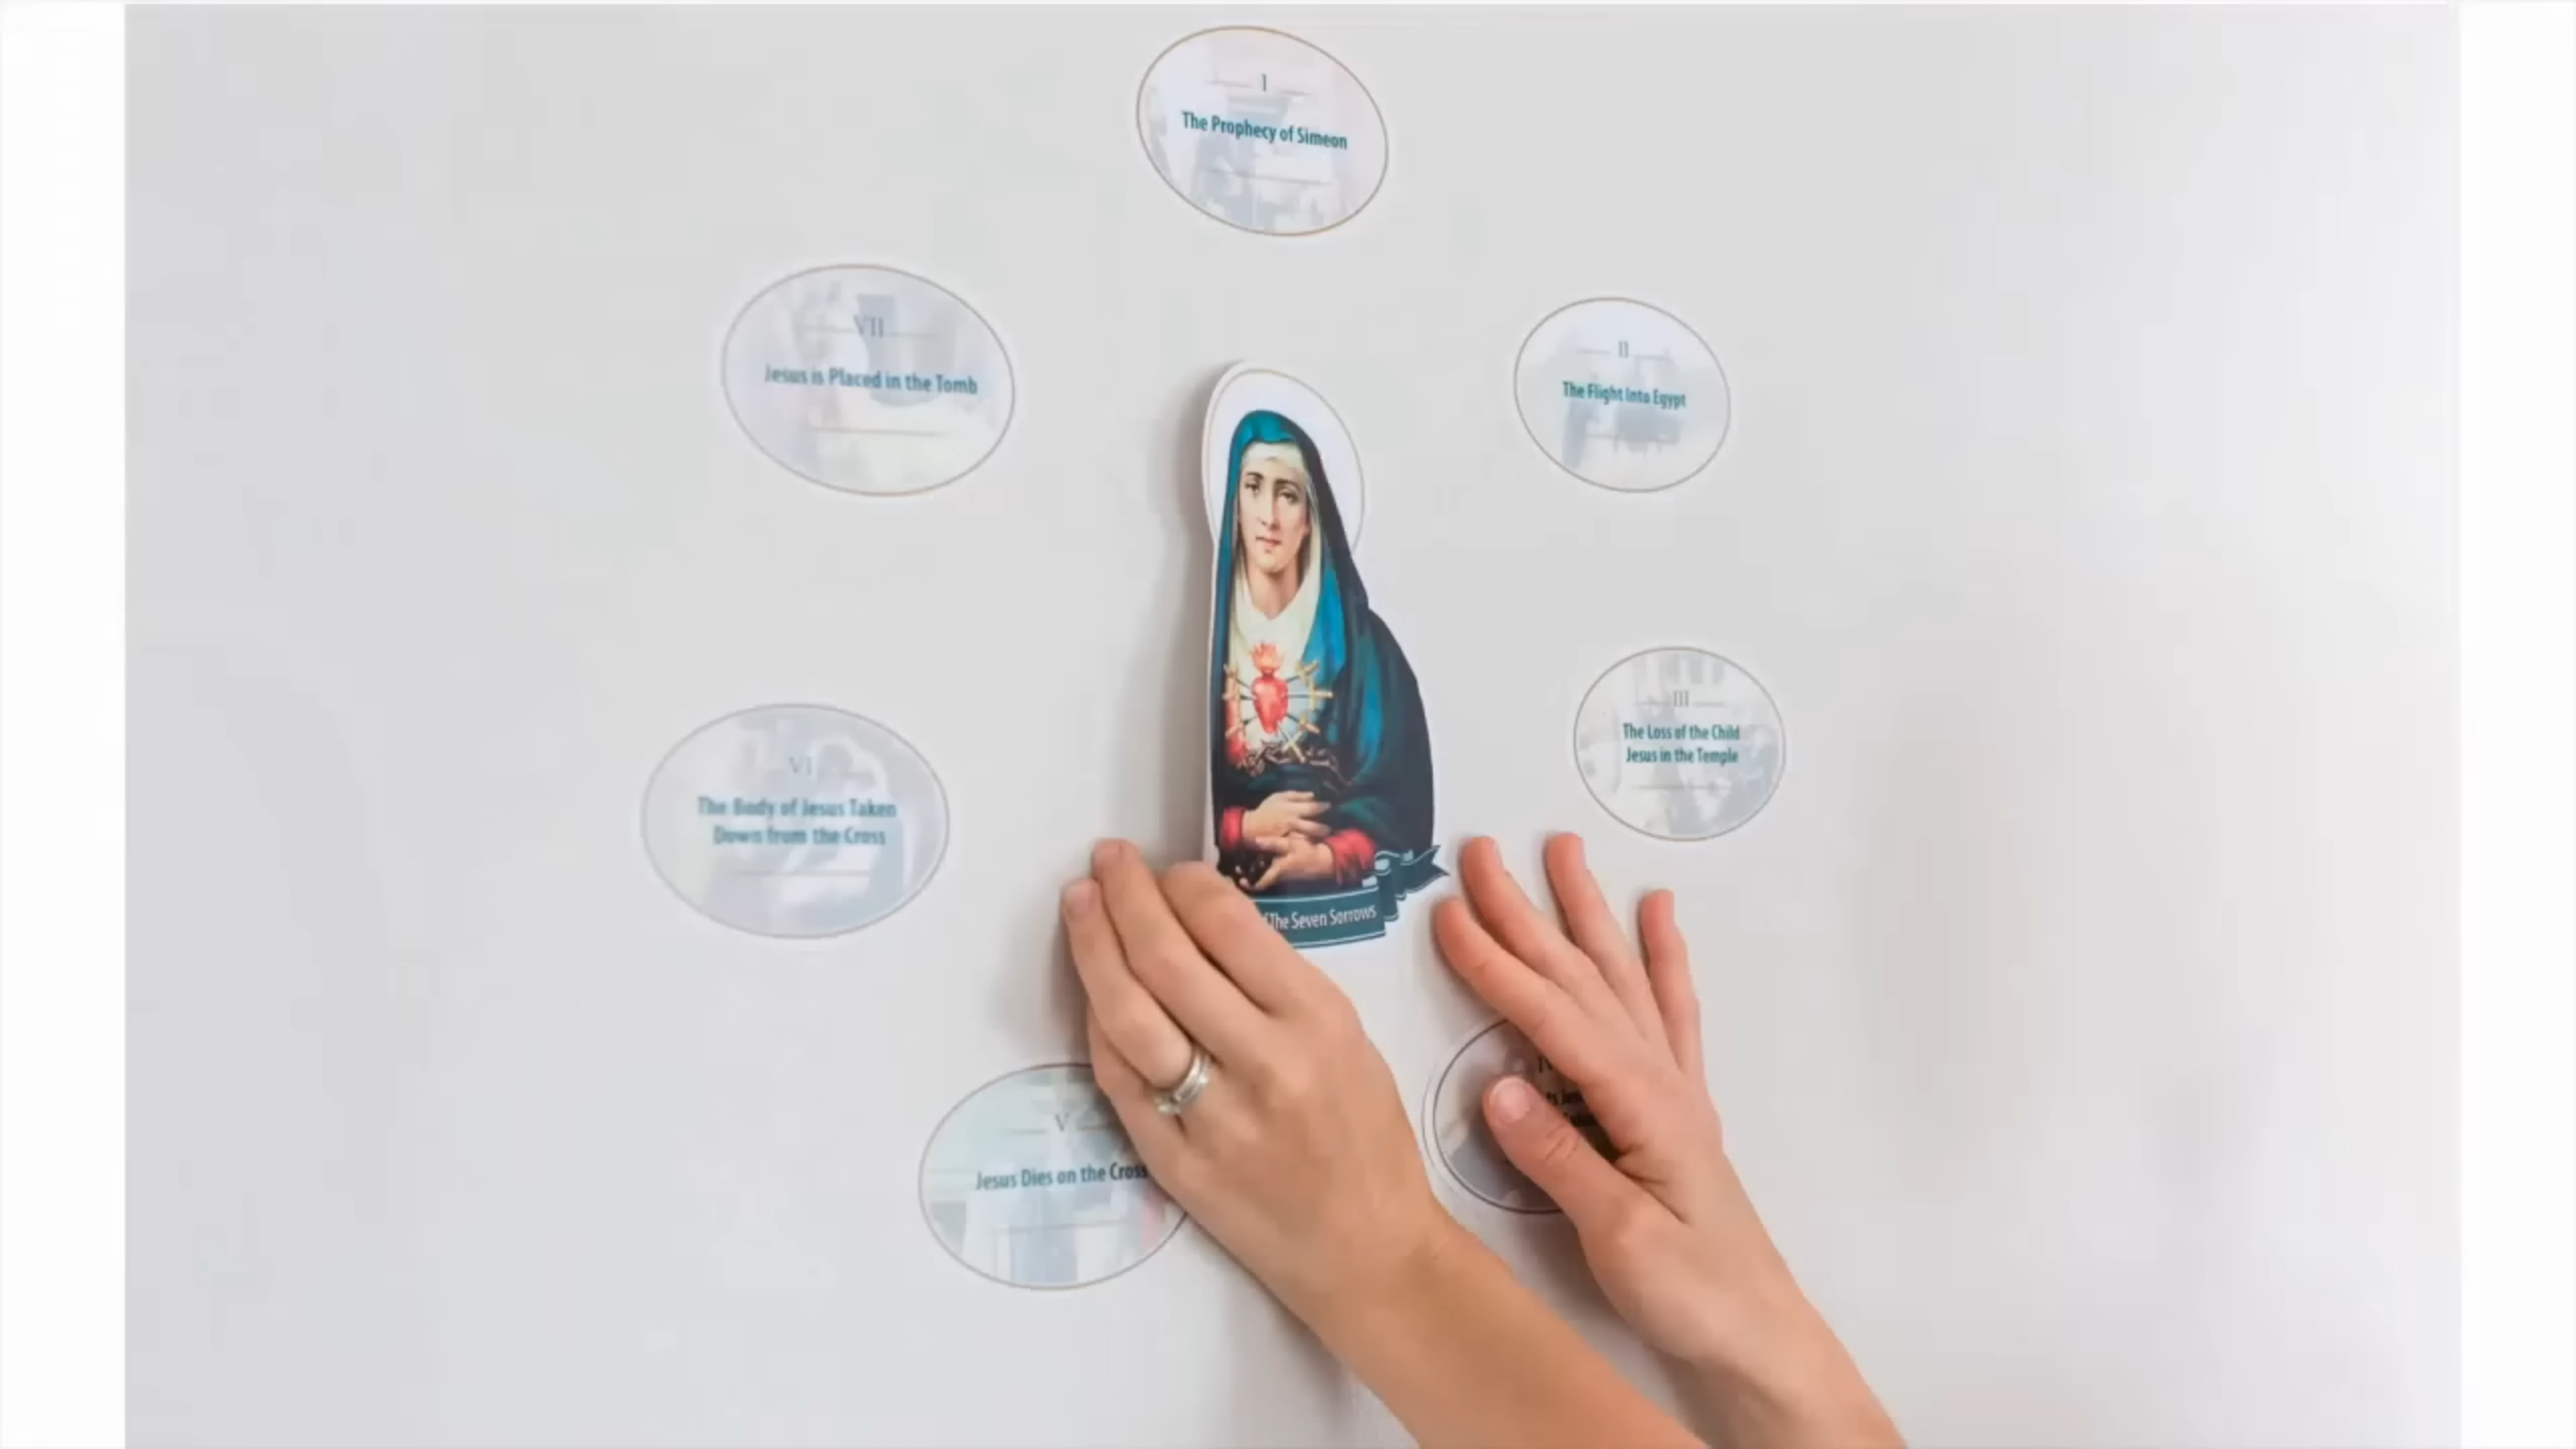 I
The Prophecy of Simeon
VII
Jesus is Placed in the Tomb
II
The Flight Into Egypt
III
The Loss of the Child
Jesus in the Temple
VI
The Body of Jesus Taken
Down from the Cross
The Seven Sorrows
V
Jesus Dies on the Cross